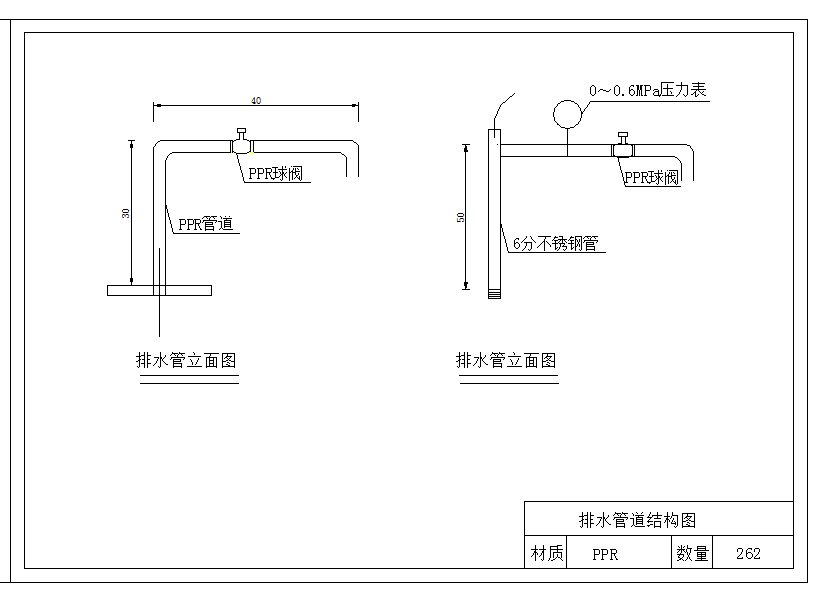 40
30
PPR球阀
PPR管道
排水管立面图
0～0.6MPa压力表
50
PPR球阀
6分不锈钢管
排水管立面图
排水管道结构图
材质 PPR 数量 262